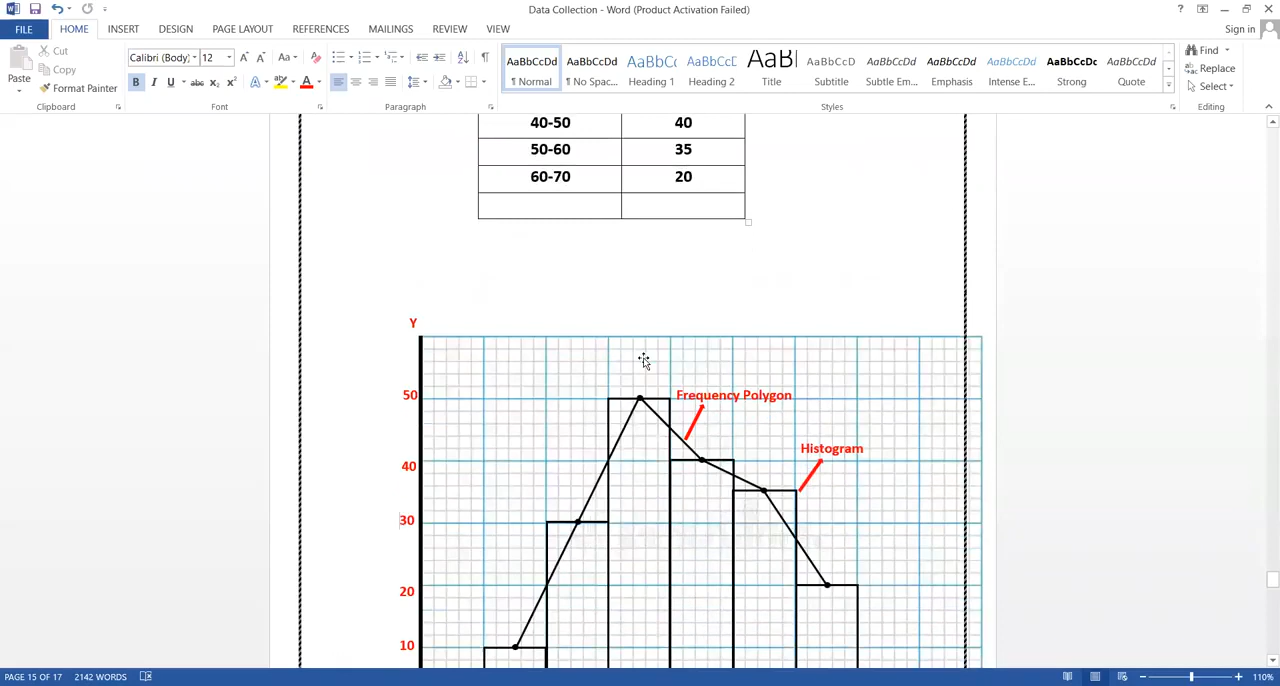 Data Collection - Word (Product Activation Failed)
FILE HOME INSERT DESIGN PAGE LAYOUT REFERENCES MAILINGS REVIEW VIEW Sign in
Paste
Cut
Copy
Format Painter
Clipboard
Calibri (Body) 12
Font
Paragraph
AaBbCcDd AaBbCcDd AaBbCc AaBbCcD AaBl AaBbCcD AaBbCcDd AaBbCcDd AaBbCcDd AaBbCcDc AaBbCcDd
¶ Normal ¶ No Spac... Heading 1 Heading 2 Title Subtitle Subtle Em... Emphasis Intense E... Strong Quote
Styles
Find
Replace
Select
Editing
40-50 40
50-60 35
60-70 20
Y
50
Frequency Polygon
Histogram
40
30
20
10
PAGE 15 OF 17 2142 WORDS 110%